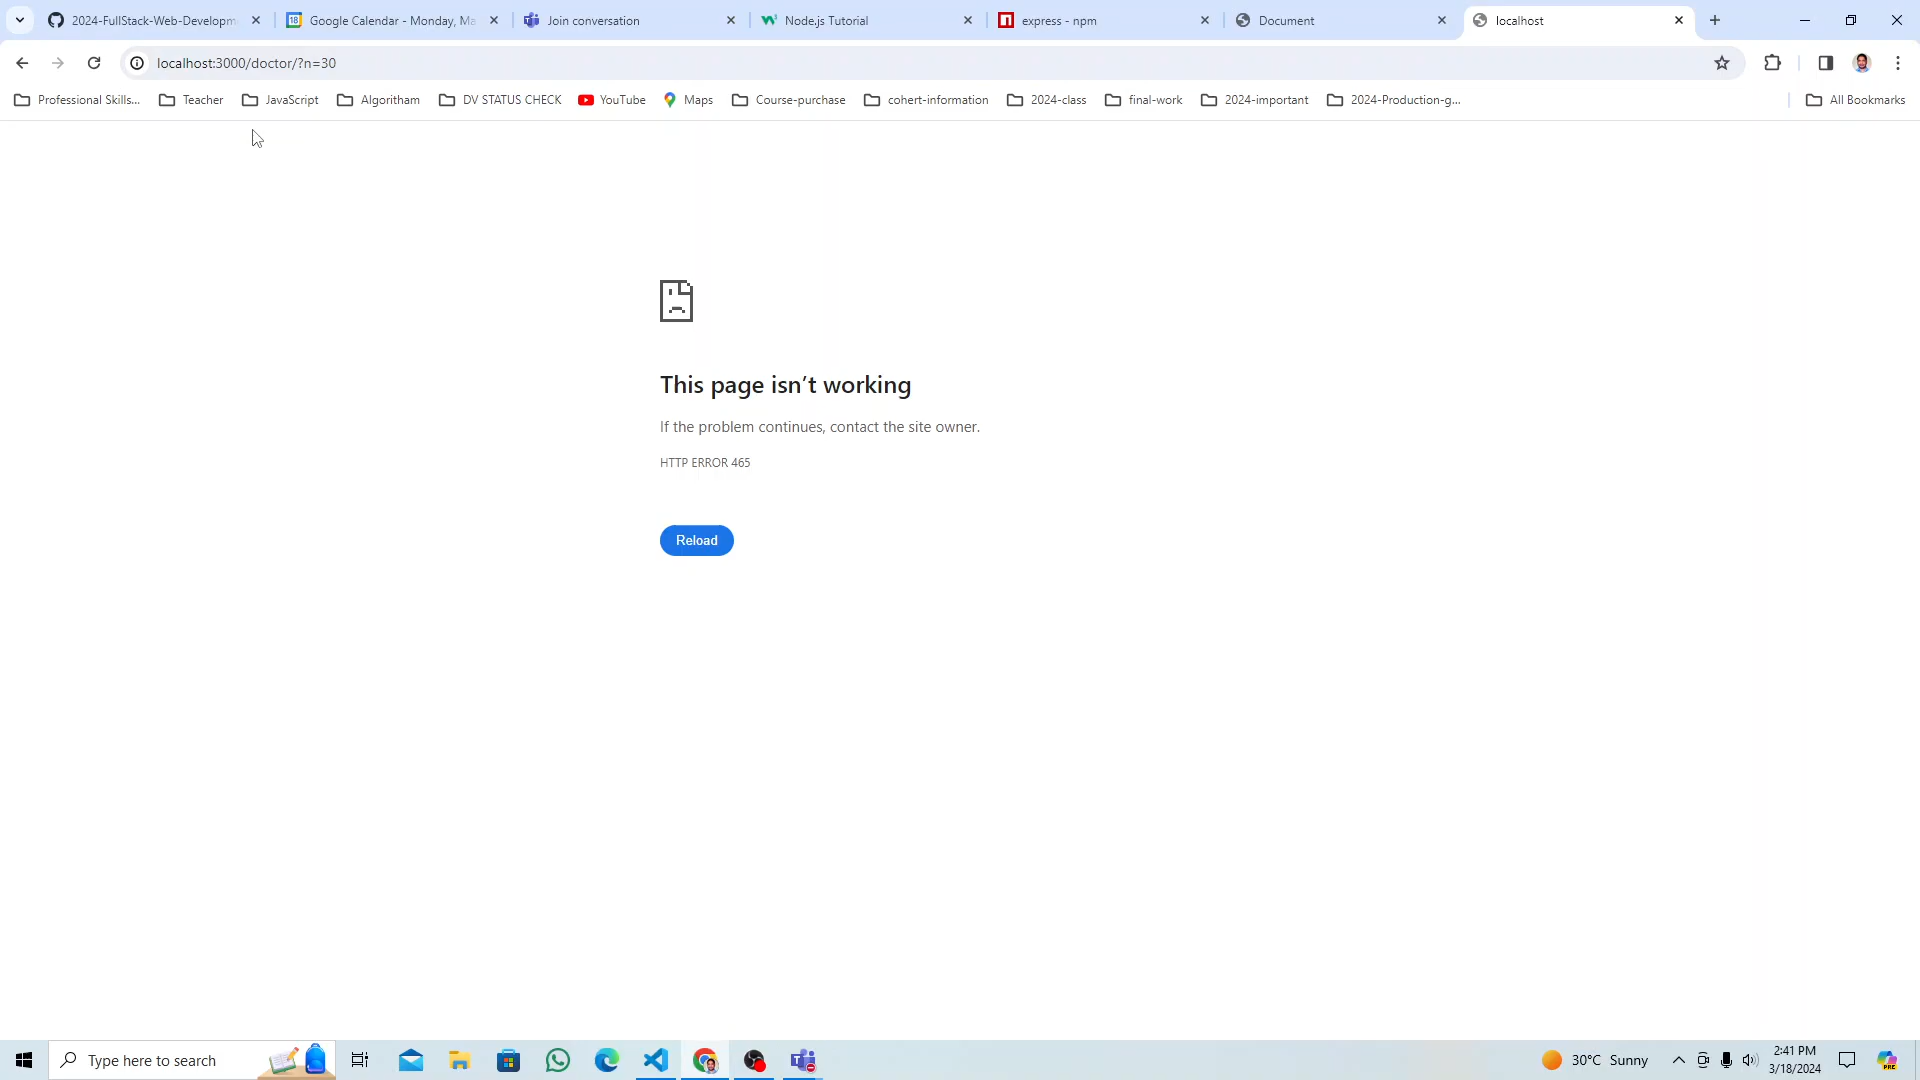 2024-FullStack-Web-Developm
Google Calendar - Monday, Ma
Join conversation
Node.js Tutorial
express - npm
Document
localhost
localhost:3000/doctor/?n=30
Professional Skills...
Teacher
JavaScript
Algoritham
DV STATUS CHECK
YouTube
Maps
Course-purchase
cohert-information
2024-class
final-work
2024-important
2024-Production-g...
All Bookmarks
This page isn’t working
If the problem continues, contact the site owner.
HTTP ERROR 465
Reload
Type here to search
30°C Sunny
2:41 PM
3/18/2024